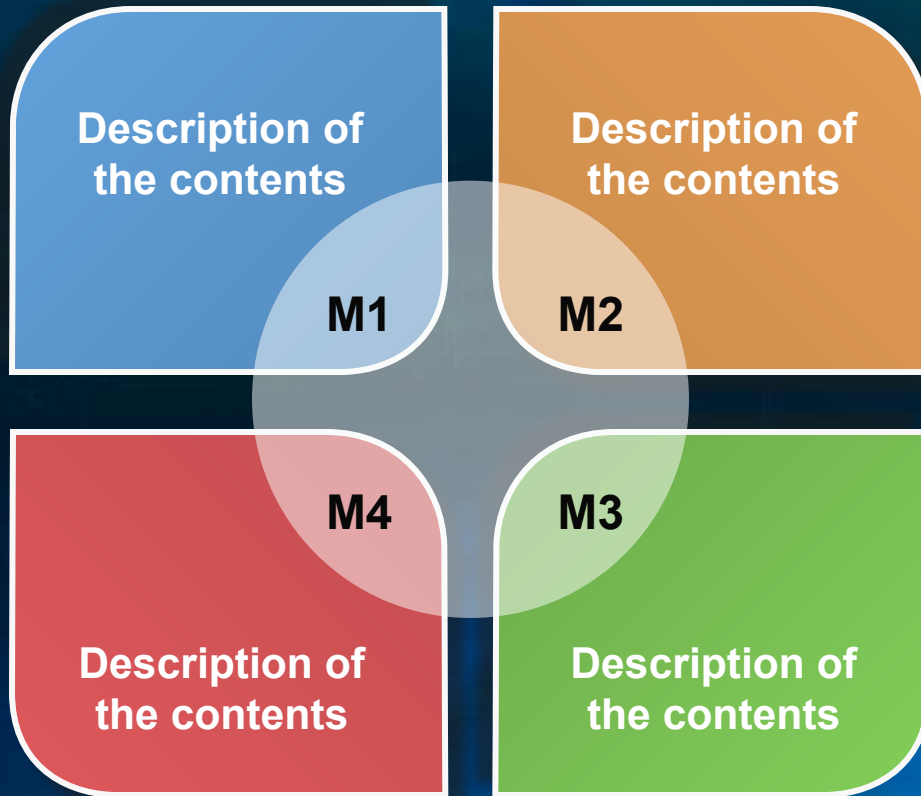 Description of
the contents
M1
Description of
the contents
M2
M4
Description of
the contents
M3
Description of
the contents